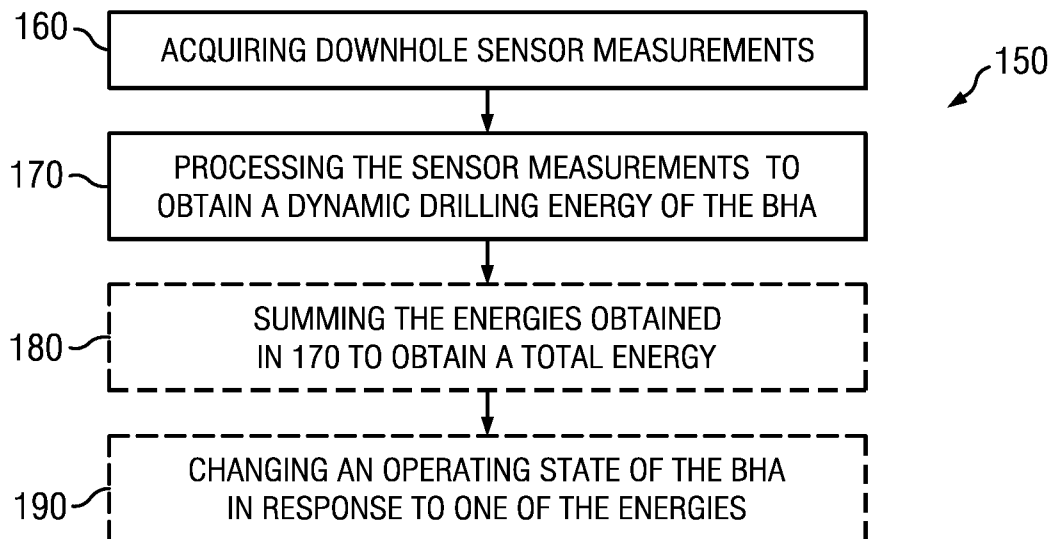 160
ACQUIRING DOWNHOLE SENSOR MEASUREMENTS
150
170
PROCESSING THE SENSOR MEASUREMENTS TO
OBTAIN A DYNAMIC DRILLING ENERGY OF THE BHA
180
SUMMING THE ENERGIES OBTAINED
IN 170 TO OBTAIN A TOTAL ENERGY
190
CHANGING AN OPERATING STATE OF THE BHA
IN RESPONSE TO ONE OF THE ENERGIES